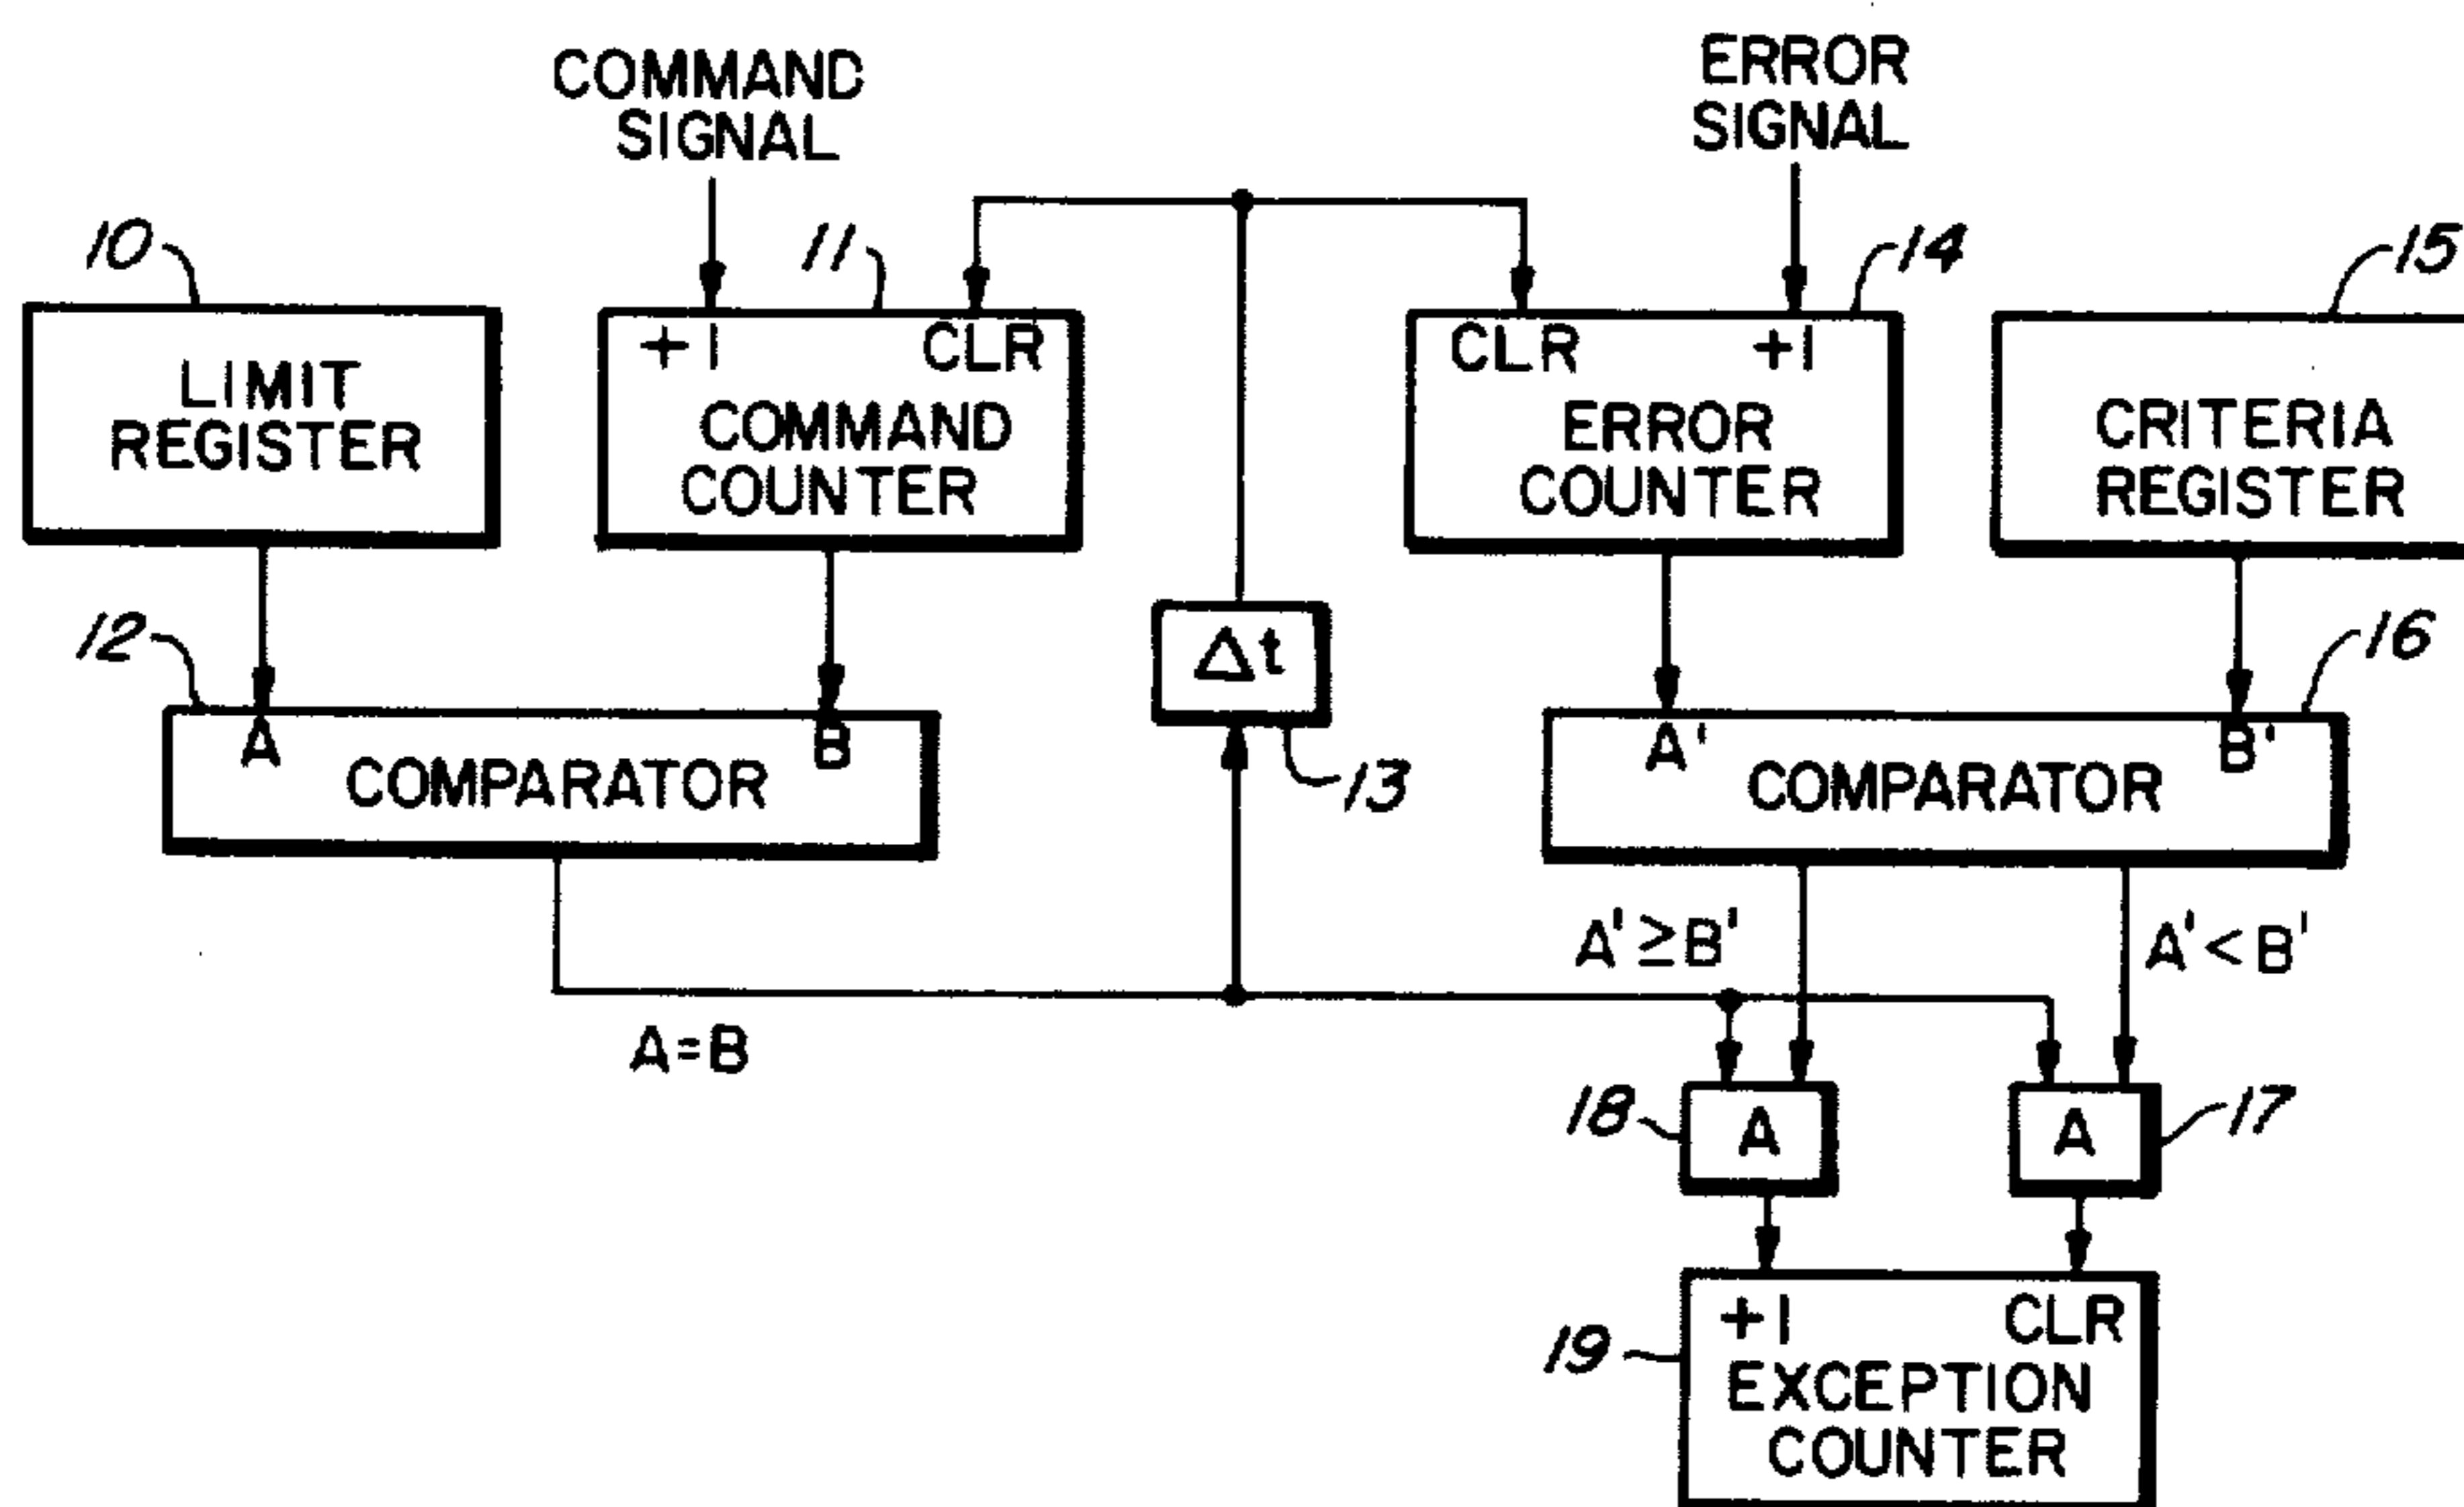 COMMAND
SIGNAL
ERROR
SIGNAL
10
11
14
15
+1 CLR
CLR +1
LIMIT
REGISTER
COMMAND
COUNTER
ERROR
COUNTER
CRITERIA
REGISTER
12
Δt
16
A B
COMPARATOR
13
A' B'
COMPARATOR
A'≥B'
A'<B'
A=B
18
A
A
17
+1 CLR
19
EXCEPTION
COUNTER